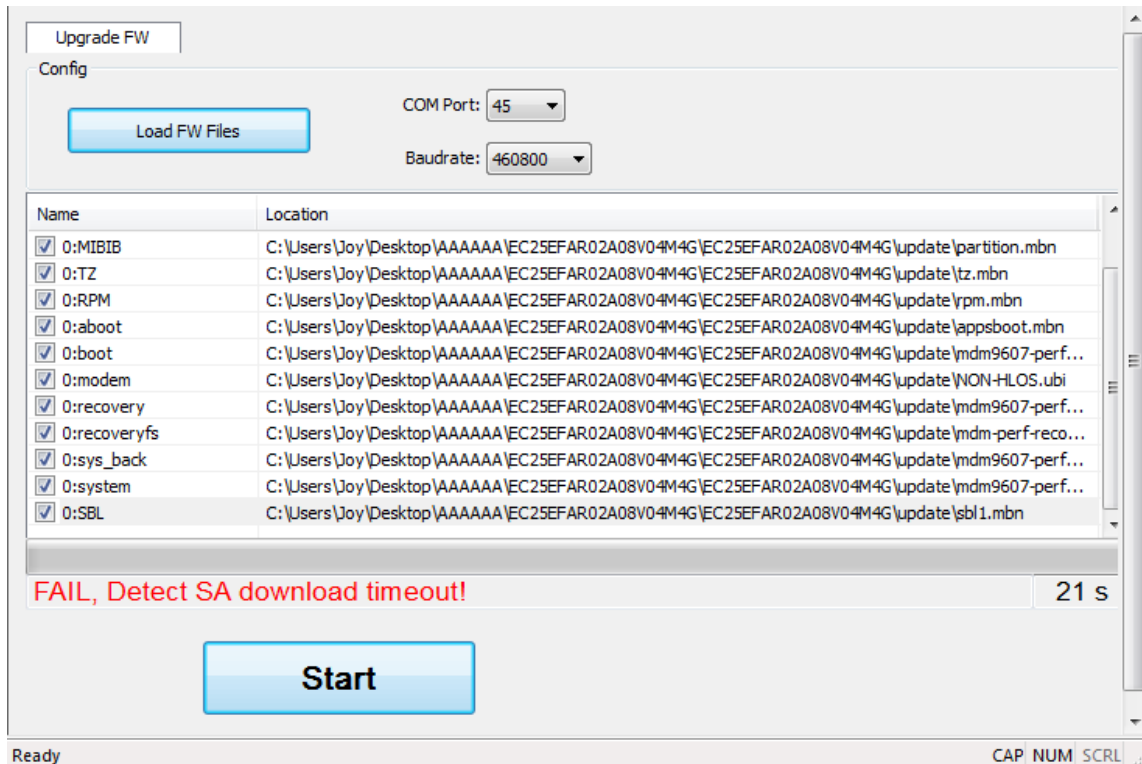 Upgrade FW
Config
Load FW Files
COM Port: 45
Baudrate: 460800
Name Location
0:MIBIB C:\Users\Joy\Desktop\AAAAAA\EC25EFAR02A08V04M4G\EC25EFAR02A08V04M4G\update\partition.mbn
0:TZ C:\Users\Joy\Desktop\AAAAAA\EC25EFAR02A08V04M4G\EC25EFAR02A08V04M4G\update\tz.mbn
0:RPM C:\Users\Joy\Desktop\AAAAAA\EC25EFAR02A08V04M4G\EC25EFAR02A08V04M4G\update\rpm.mbn
0:aboot C:\Users\Joy\Desktop\AAAAAA\EC25EFAR02A08V04M4G\EC25EFAR02A08V04M4G\update\appsboot.mbn
0:boot C:\Users\Joy\Desktop\AAAAAA\EC25EFAR02A08V04M4G\EC25EFAR02A08V04M4G\update\mdm9607-perf...
0:modem C:\Users\Joy\Desktop\AAAAAA\EC25EFAR02A08V04M4G\EC25EFAR02A08V04M4G\update\NON-HLOS.ubi
0:recovery C:\Users\Joy\Desktop\AAAAAA\EC25EFAR02A08V04M4G\EC25EFAR02A08V04M4G\update\mdm9607-perf...
0:recoveryfs C:\Users\Joy\Desktop\AAAAAA\EC25EFAR02A08V04M4G\EC25EFAR02A08V04M4G\update\mdm-perf-reco...
0:sys_back C:\Users\Joy\Desktop\AAAAAA\EC25EFAR02A08V04M4G\EC25EFAR02A08V04M4G\update\mdm9607-perf...
0:system C:\Users\Joy\Desktop\AAAAAA\EC25EFAR02A08V04M4G\EC25EFAR02A08V04M4G\update\mdm9607-perf...
0:SBL C:\Users\Joy\Desktop\AAAAAA\EC25EFAR02A08V04M4G\EC25EFAR02A08V04M4G\update\sbl1.mbn
FAIL, Detect SA download timeout! 21 s
Start
Ready CAP NUM SCRL